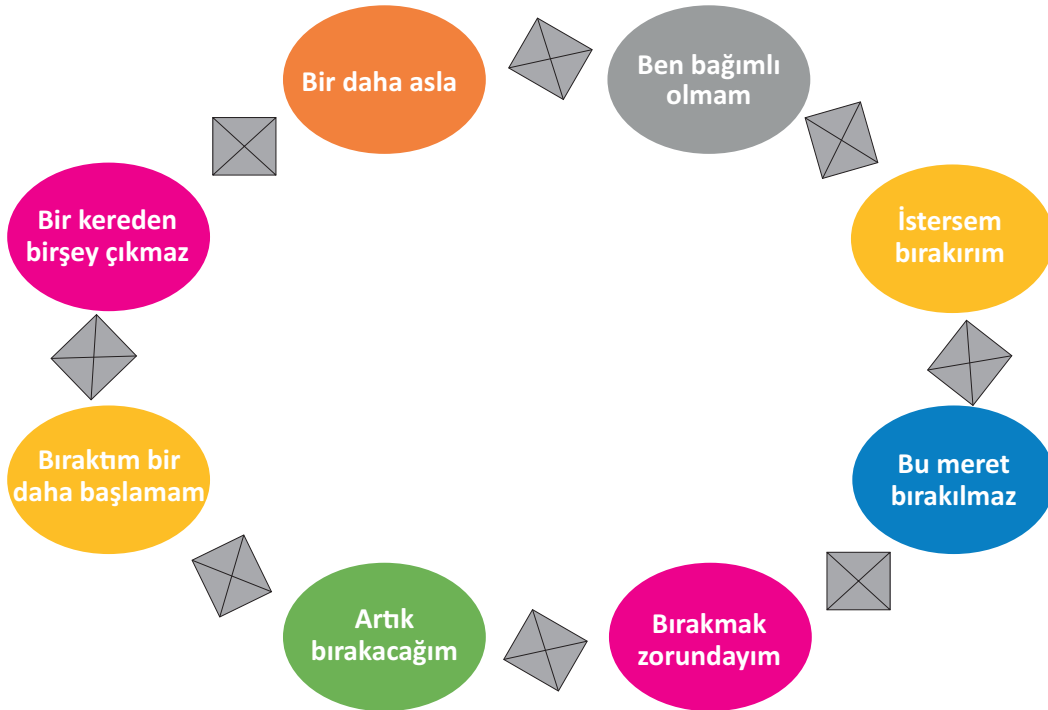 Bir daha asla
Ben bağımlı
olmam
İstersem
bırakırım
Bu meret
bırakılmaz
Bırakmak
zorundayım
Artık
bırakacağım
Bıraktım bir
daha başlamam
Bir kereden
birşey çıkmaz